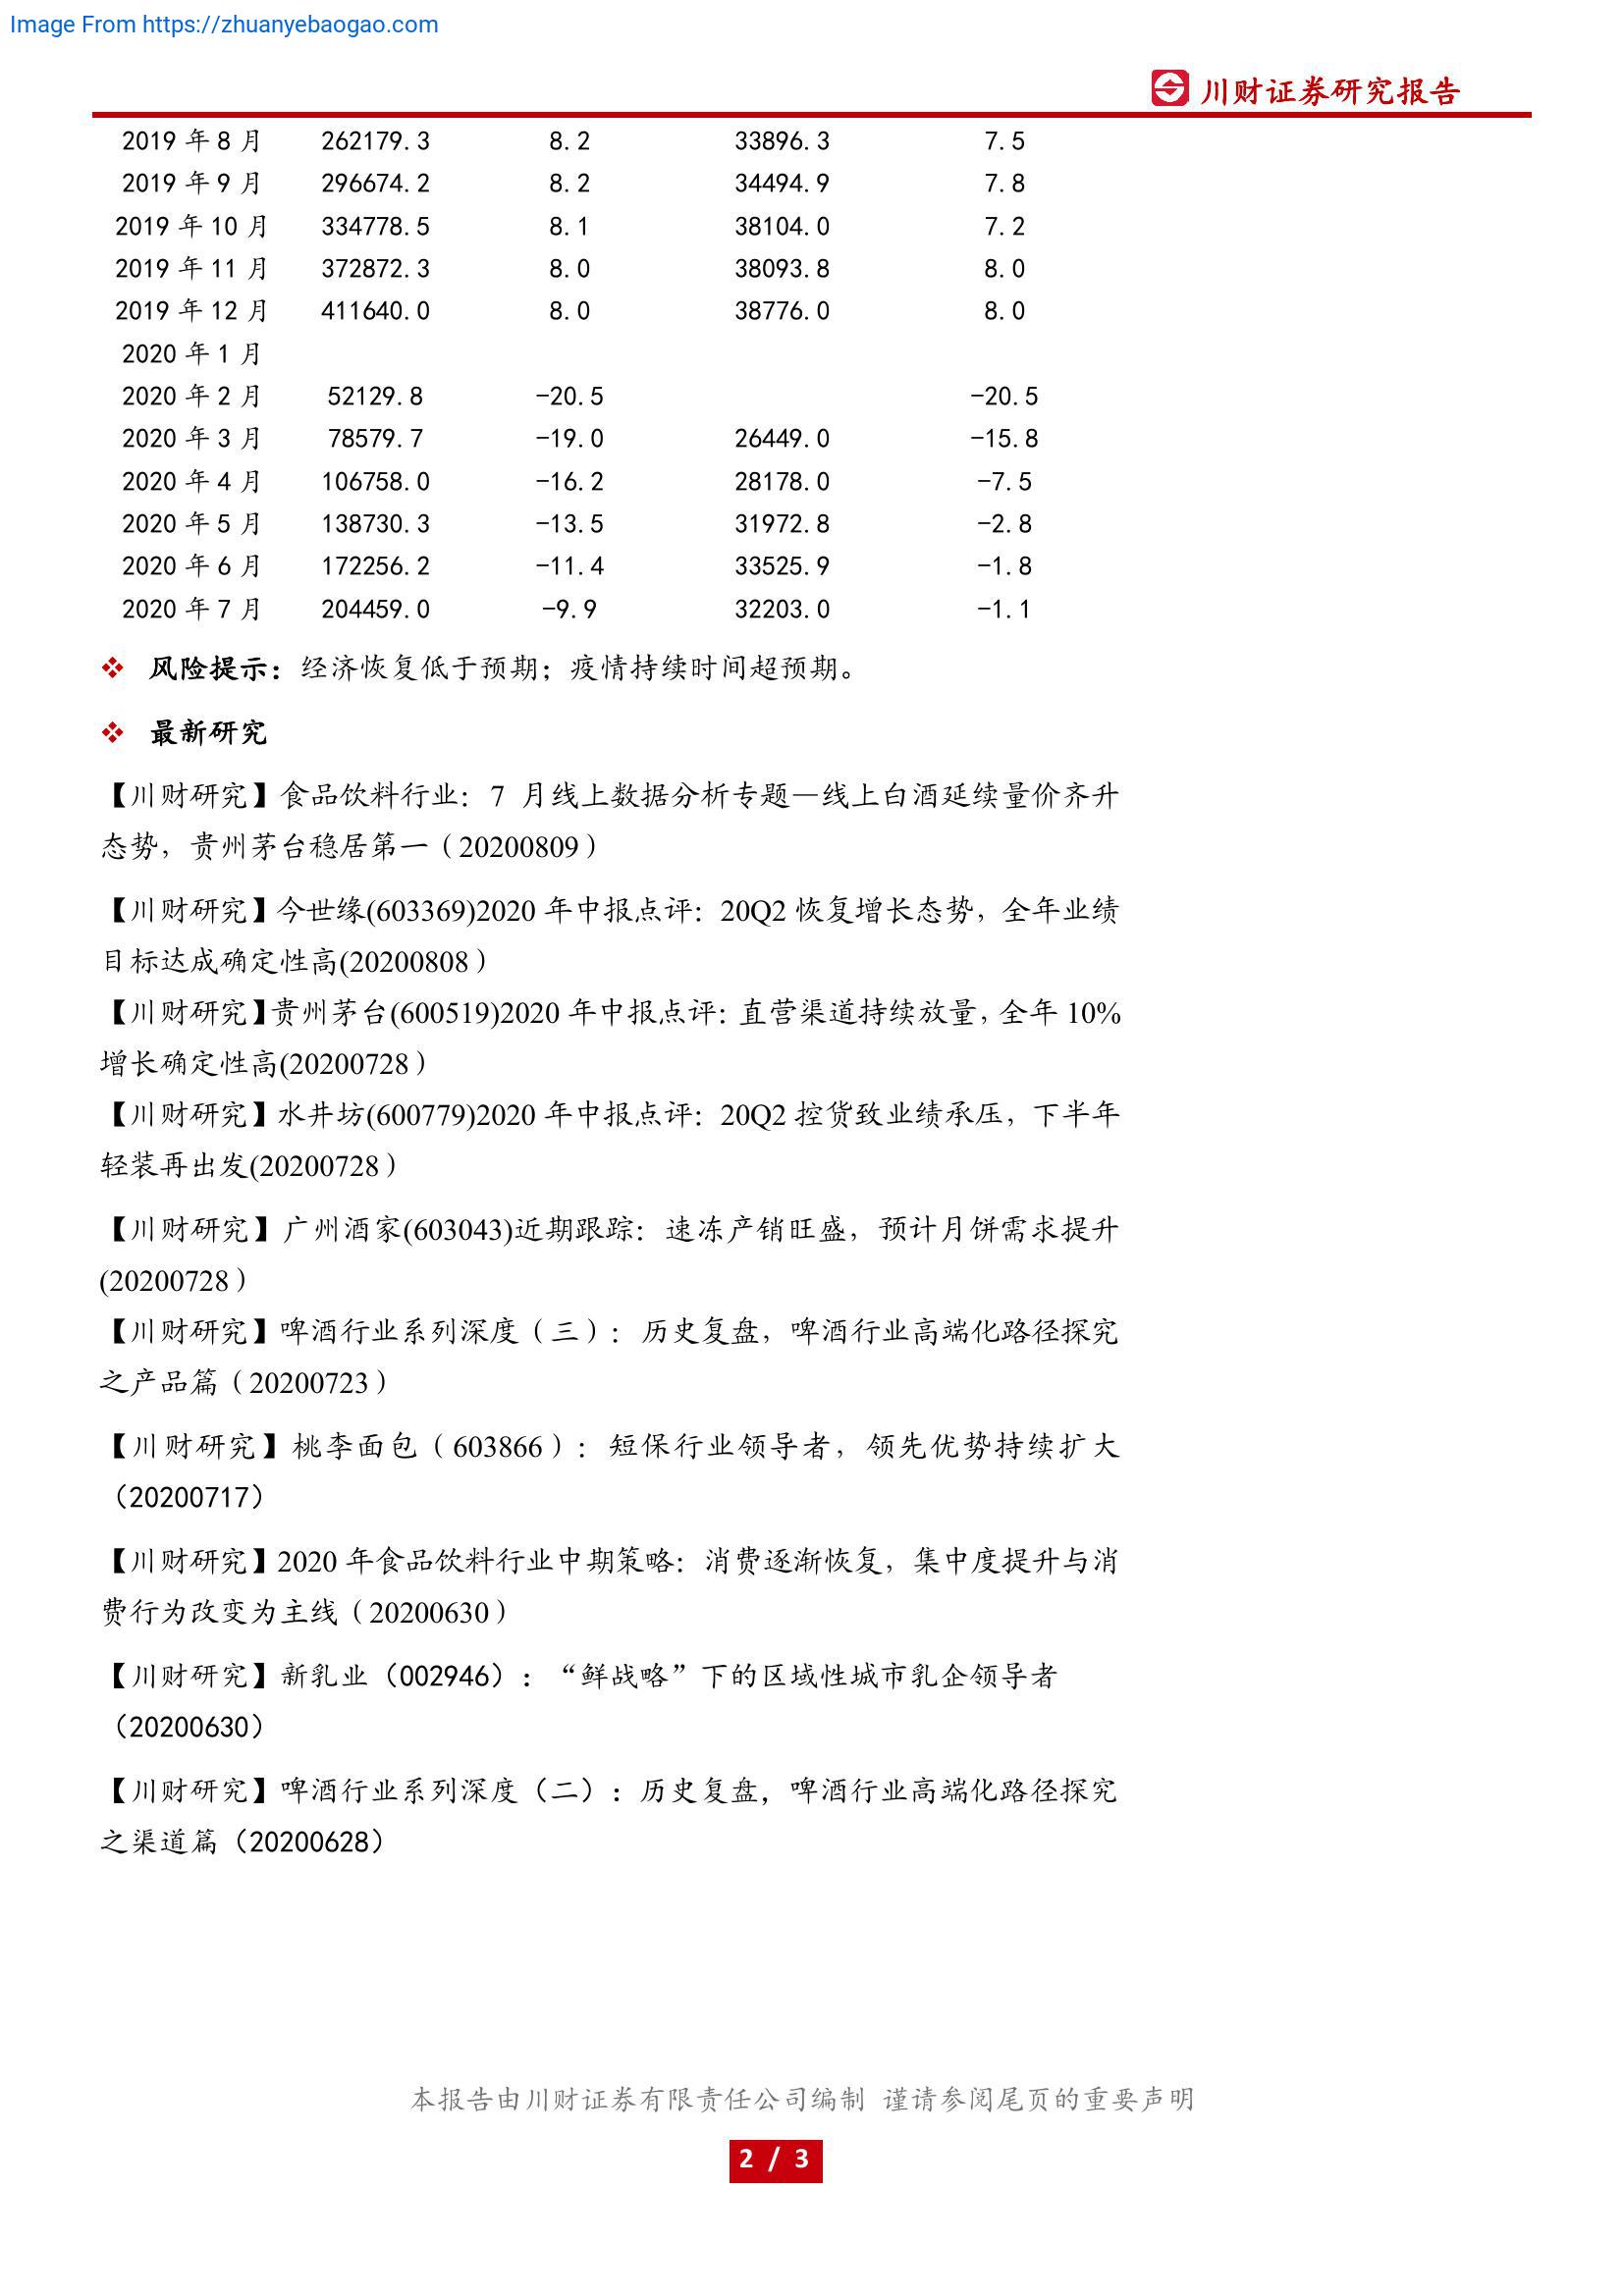 Image From https://zhuanyebaogao.com
川财证券研究报告
2019 年 8 月 262179.3 8.2 33896.3 7.5
2019 年 9 月 296674.2 8.2 34494.9 7.8
2019 年 10 月 334778.5 8.1 38104.0 7.2
2019 年 11 月 372872.3 8.0 38093.8 8.0
2019 年 12 月 411640.0 8.0 38776.0 8.0
2020 年 1 月
2020 年 2 月 52129.8 -20.5 -20.5
2020 年 3 月 78579.7 -19.0 26449.0 -15.8
2020 年 4 月 106758.0 -16.2 28178.0 -7.5
2020 年 5 月 138730.3 -13.5 31972.8 -2.8
2020 年 6 月 172256.2 -11.4 33525.9 -1.8
2020 年 7 月 204459.0 -9.9 32203.0 -1.1
❖ 风险提示：经济恢复低于预期；疫情持续时间超预期。
❖ 最新研究
【川财研究】食品饮料行业：7 月线上数据分析专题—线上白酒延续量价齐升
态势，贵州茅台稳居第一（20200809）
【川财研究】今世缘(603369)2020 年中报点评：20Q2 恢复增长态势，全年业绩
目标达成确定性高(20200808）
【川财研究】贵州茅台(600519)2020 年中报点评：直营渠道持续放量，全年 10%
增长确定性高(20200728）
【川财研究】水井坊(600779)2020 年中报点评：20Q2 控货致业绩承压，下半年
轻装再出发(20200728）
【川财研究】广州酒家(603043)近期跟踪：速冻产销旺盛，预计月饼需求提升
(20200728）
【川财研究】啤酒行业系列深度（三）：历史复盘，啤酒行业高端化路径探究
之产品篇（20200723）
【川财研究】桃李面包（603866）：短保行业领导者，领先优势持续扩大
（20200717）
【川财研究】2020 年食品饮料行业中期策略：消费逐渐恢复，集中度提升与消
费行为改变为主线（20200630）
【川财研究】新乳业（002946）：“鲜战略”下的区域性城市乳企领导者
（20200630）
【川财研究】啤酒行业系列深度（二）：历史复盘，啤酒行业高端化路径探究
之渠道篇（20200628）
本报告由川财证券有限责任公司编制 谨请参阅尾页的重要声明
2 / 3